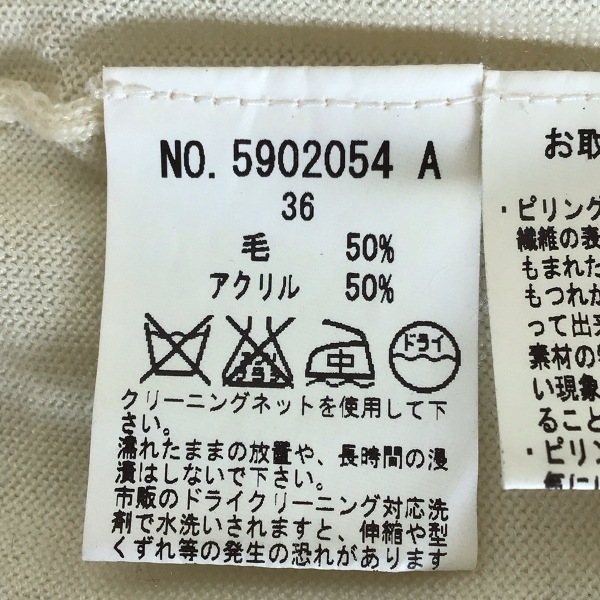 NO. 5902054 A
36
毛 50%
アクリル 50%
中
ドライ
クリーニングネットを使用して下
さい。
濡れたままの放置や、長時間の浸
漬はしないで下さい。
市販のドライクリーニング対応洗
剤で水洗いされますと、伸縮や型
くずれ等の発生の恐れがあります
お取
・ピリング
繊維の表
もまれた
もつれが
って出来
素材の特
い現象
ること
・ピリン